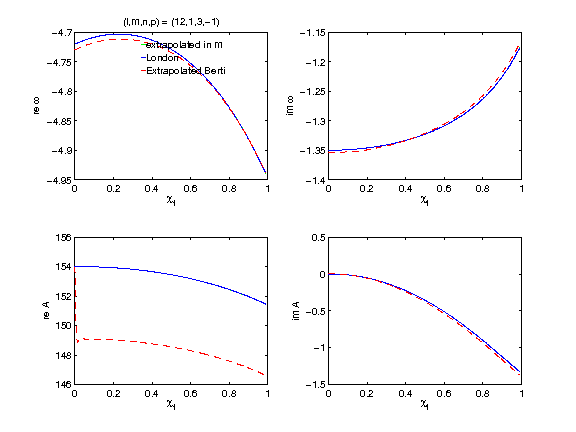 (l,m,n,p) = (12,1,3,−1)
−4.7
−4.75
−4.8
−4.85
−4.9
−4.95
re ω
0 0.2 0.4 0.6 0.8 1
χf
extrapolated in M
London
Extrapolated Berti
−1.15
−1.2
−1.25
−1.3
−1.35
−1.4
iM ω
0 0.2 0.4 0.6 0.8 1
χf
156
154
152
150
148
146
re A
0 0.2 0.4 0.6 0.8 1
χf
0.5
0
−0.5
−1
−1.5
iM A
0 0.2 0.4 0.6 0.8 1
χf